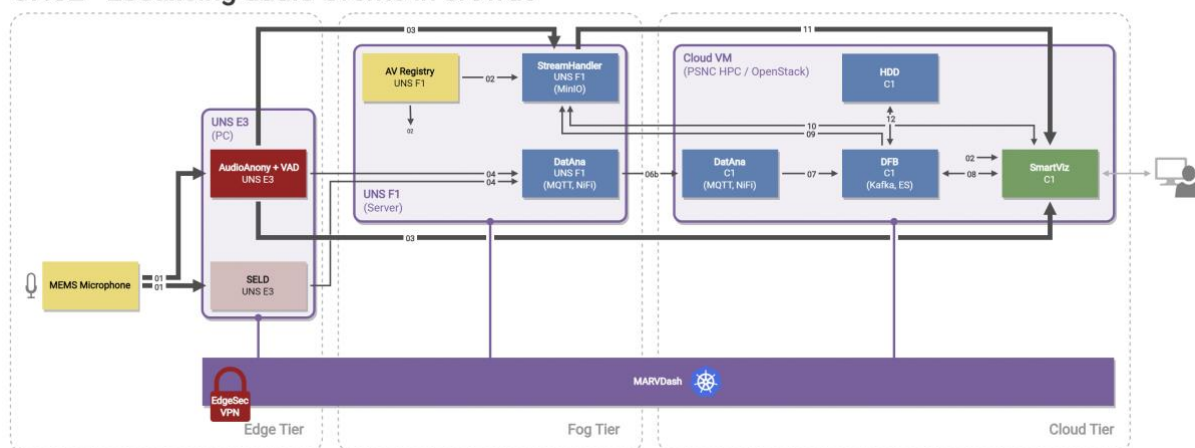 03
11
AV Registry
UNS F1
02
02
StreamHandler
UNS F1
(MinIO)
Cloud VM
(PSNC HPC / OpenStack)
HDD
C1
12
10
09
UNS E3
(PC)
AudioAnony + VAD
UNS E3
04
04
DatAna
UNS F1
(MQTT, NiFi)
06b
DatAna
C1
(MQTT, NiFi)
07
DFB
C1
(Kafka, ES)
02
08
SmartViz
C1
UNS F1
(Server)
03
MEMS Microphone
01
01
SELD
UNS E3
MARVDash
EdgeSec
VPN
Edge Tier
Fog Tier
Cloud Tier